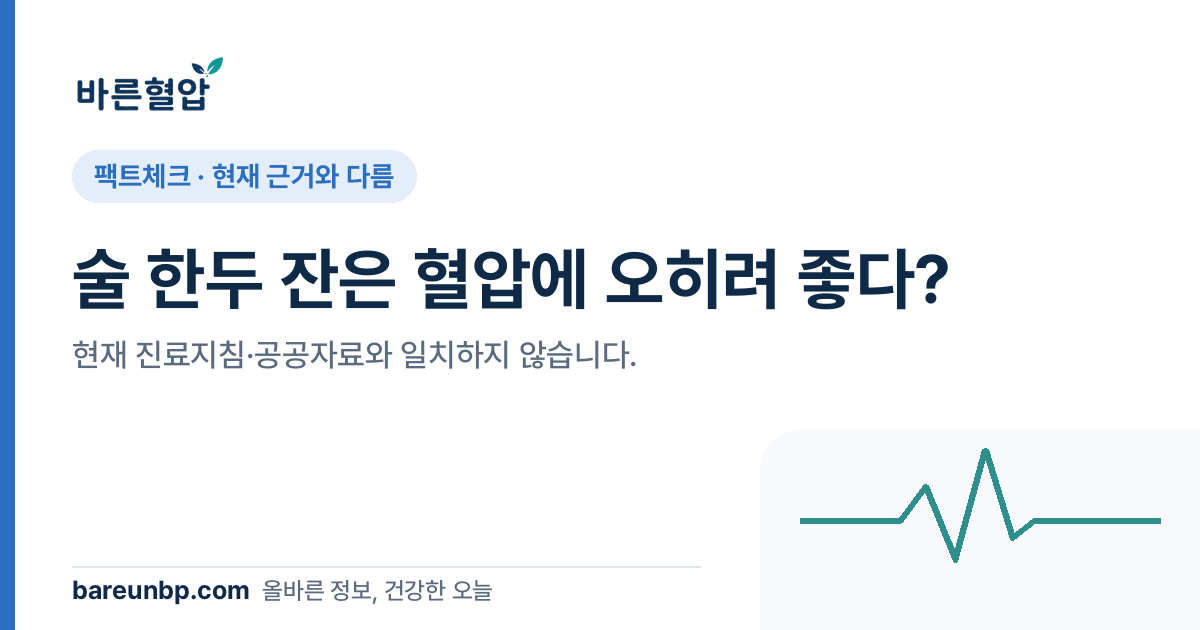 바른혈압
팩트체크 · 현재 근거와 다름
술 한두 잔은 혈압에 오히려 좋다?
현재 진료지침·공공자료와 일치하지 않습니다.
bareunbp.com 올바른 정보, 건강한 오늘